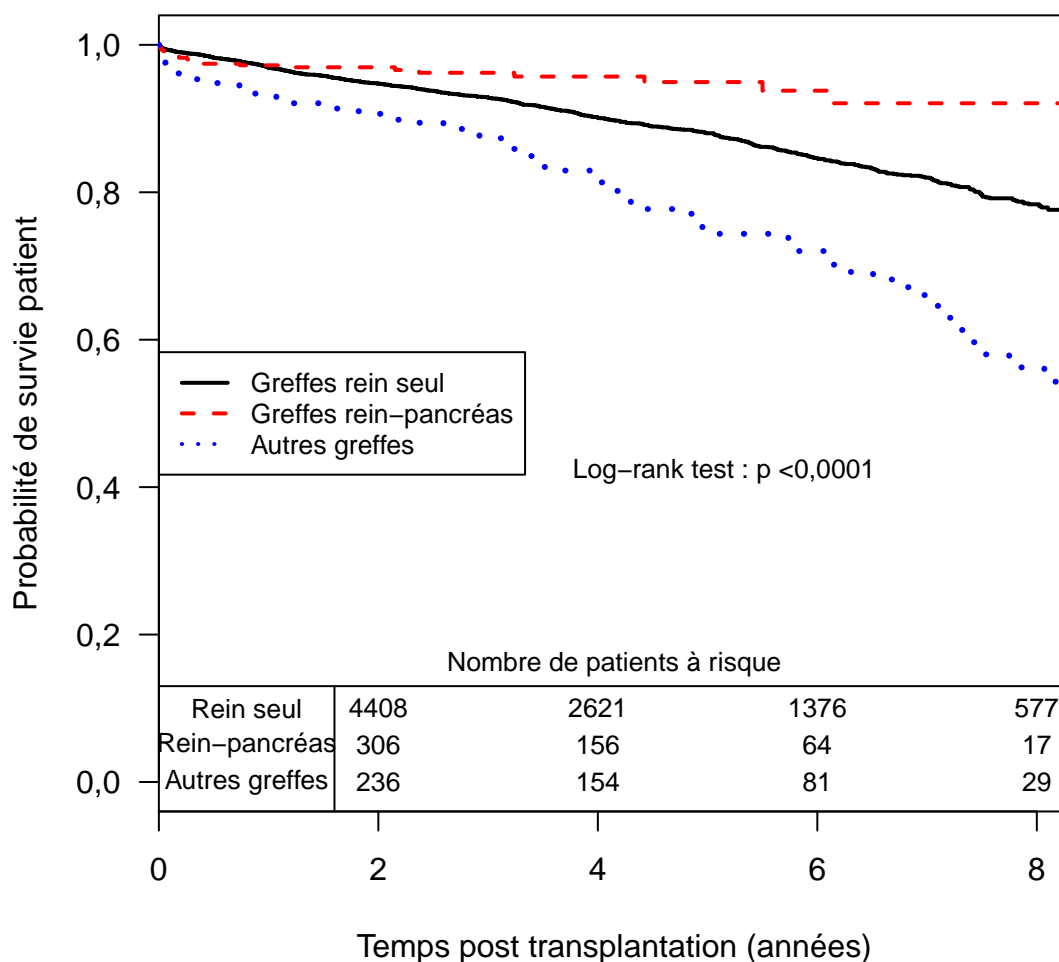 1,0
0,8
0,6
0,4
0,2
0,0
Probabilité de survie patient
Greffes rein seul
Greffes rein−pancréas
Autres greffes
Log−rank test : p <0,0001
Nombre de patients à risque
Rein seul 4408 2621 1376 577
Rein−pancréas 306 156 64 17
Autres greffes 236 154 81 29
0 2 4 6 8
Temps post transplantation (années)